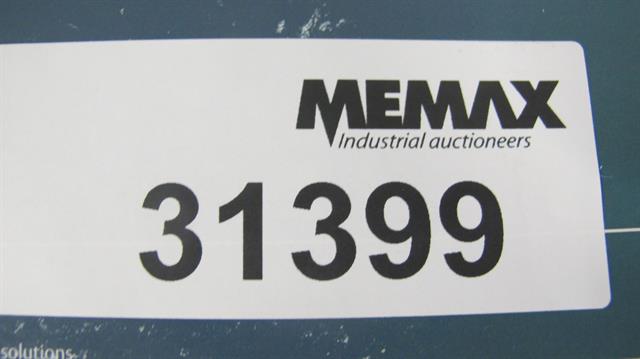 MEMAX
Industrial auctioneers
31399
solutions